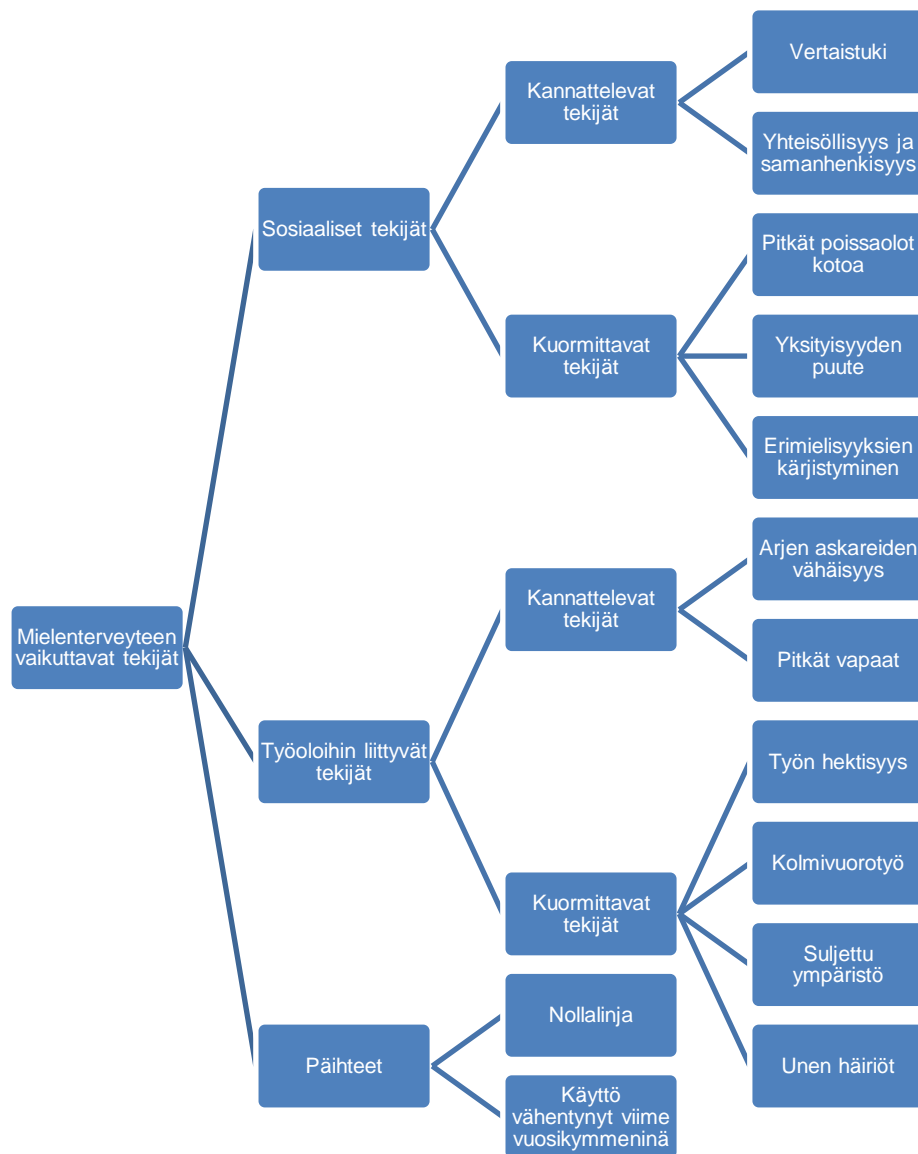 Mielenterveyteen
vaikuttavat tekijät
Sosiaaliset tekijät
Kannattelevat
tekijät
Vertaistuki
Yhteisöllisyys ja
samanhenkisyys
Kuormittavat
tekijät
Pitkät poissaolot
kotoa
Yksityisyyden
puute
Erimielisyyksien
kärjistyminen
Työoloihin liittyvät
tekijät
Kannattelevat
tekijät
Arjen askareiden
vähäisyys
Pitkät vapaat
Kuormittavat
tekijät
Työn hektisyys
Kolmivuorotyö
Suljettu
ympäristö
Unen häiriöt
Päihteet
Nollalinja
Käyttö
vähentynyt viime
vuosikymmeninä